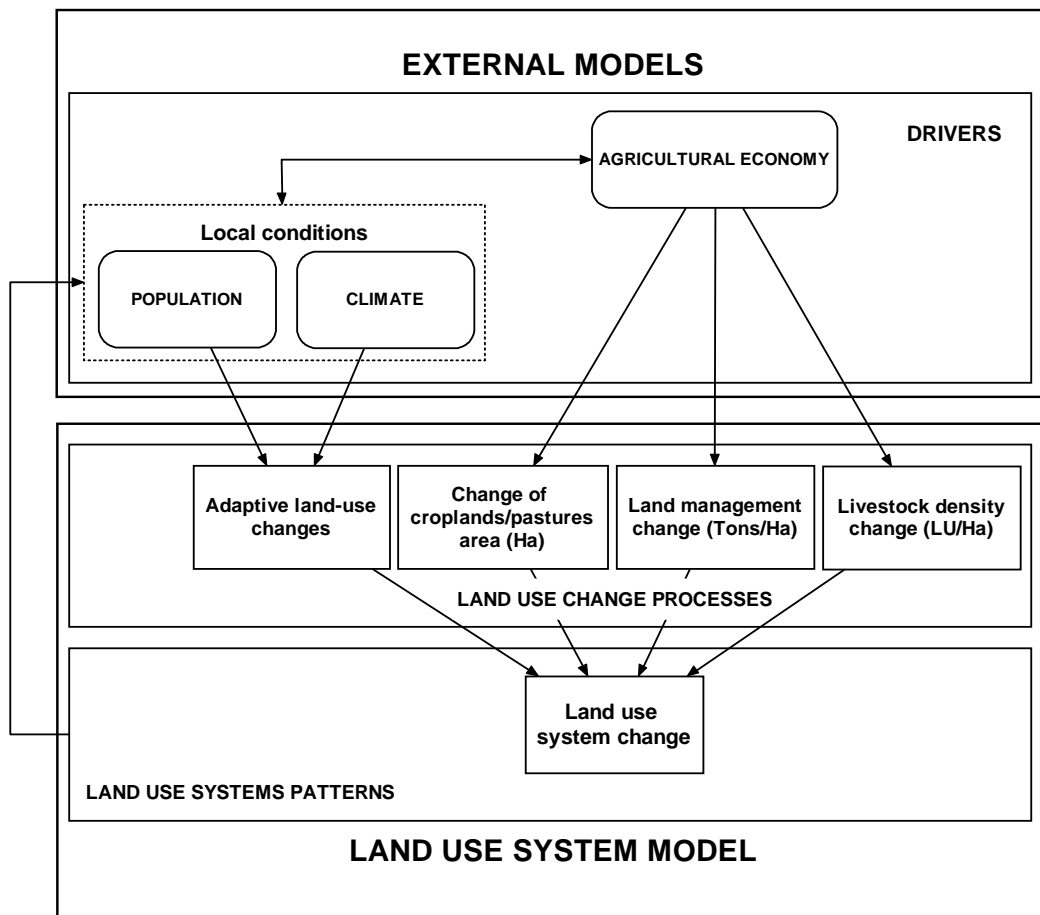 EXTERNAL MODELS
DRIVERS
AGRICULTURAL ECONOMY
Local conditions
POPULATION
CLIMATE
Adaptive land-use
changes
Change of
croplands/pastures
area (Ha)
Land management
change (Tons/Ha)
Livestock density
change (LU/Ha)
LAND USE CHANGE PROCESSES
Land use
system change
LAND USE SYSTEMS PATTERNS
LAND USE SYSTEM MODEL